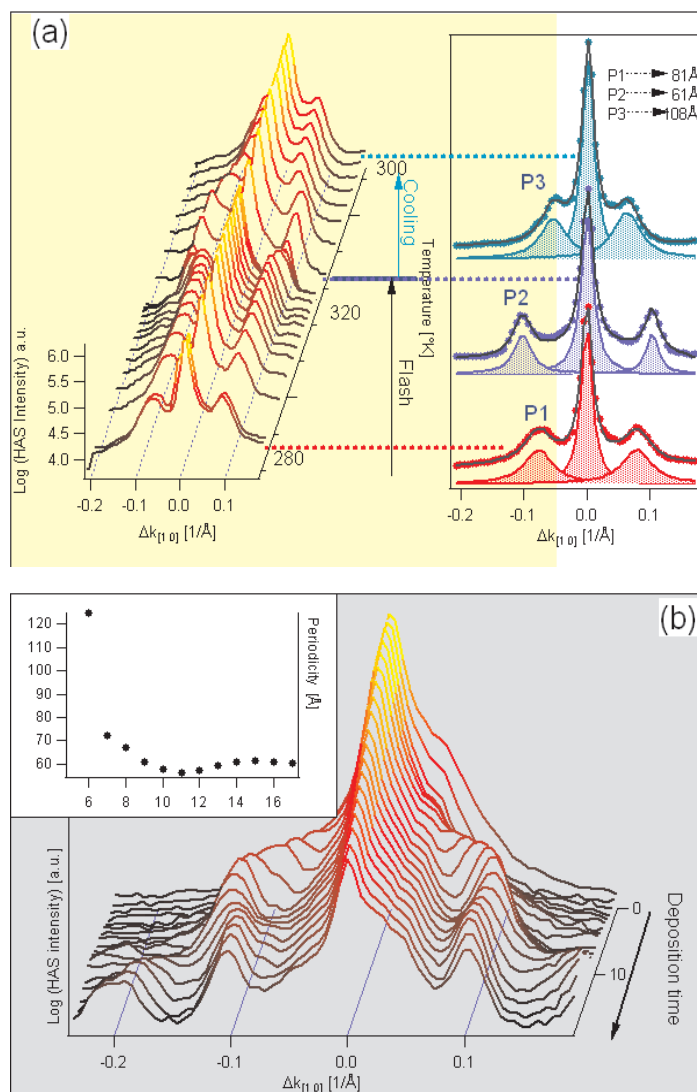 (a)
P1 81Å
P2 61Å
P3 108Å
P3
P2
P1
300
320
280
Cooling
Temperature [°K]
Flash
Log (HAS Intensity) a.u.
6.0
5.5
5.0
4.5
4.0
-0.2 -0.1 0.0 0.1
Δk[1 0] [1/Å]
-0.2 -0.1 0.0 0.1
Δk[1 0] [1/Å]
(b)
120
110
100
90
80
70
60
Periodicity [Å]
6 8 10 12 14 16
Log (HAS intensity) [a.u.]
0
10
Deposition time
-0.2 -0.1 0.0 0.1
Δk[1 0] [1/Å]